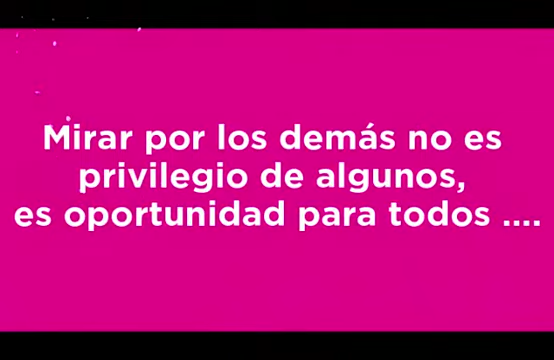 Mirar por los demás no es
privilegio de algunos,
es oportunidad para todos ....